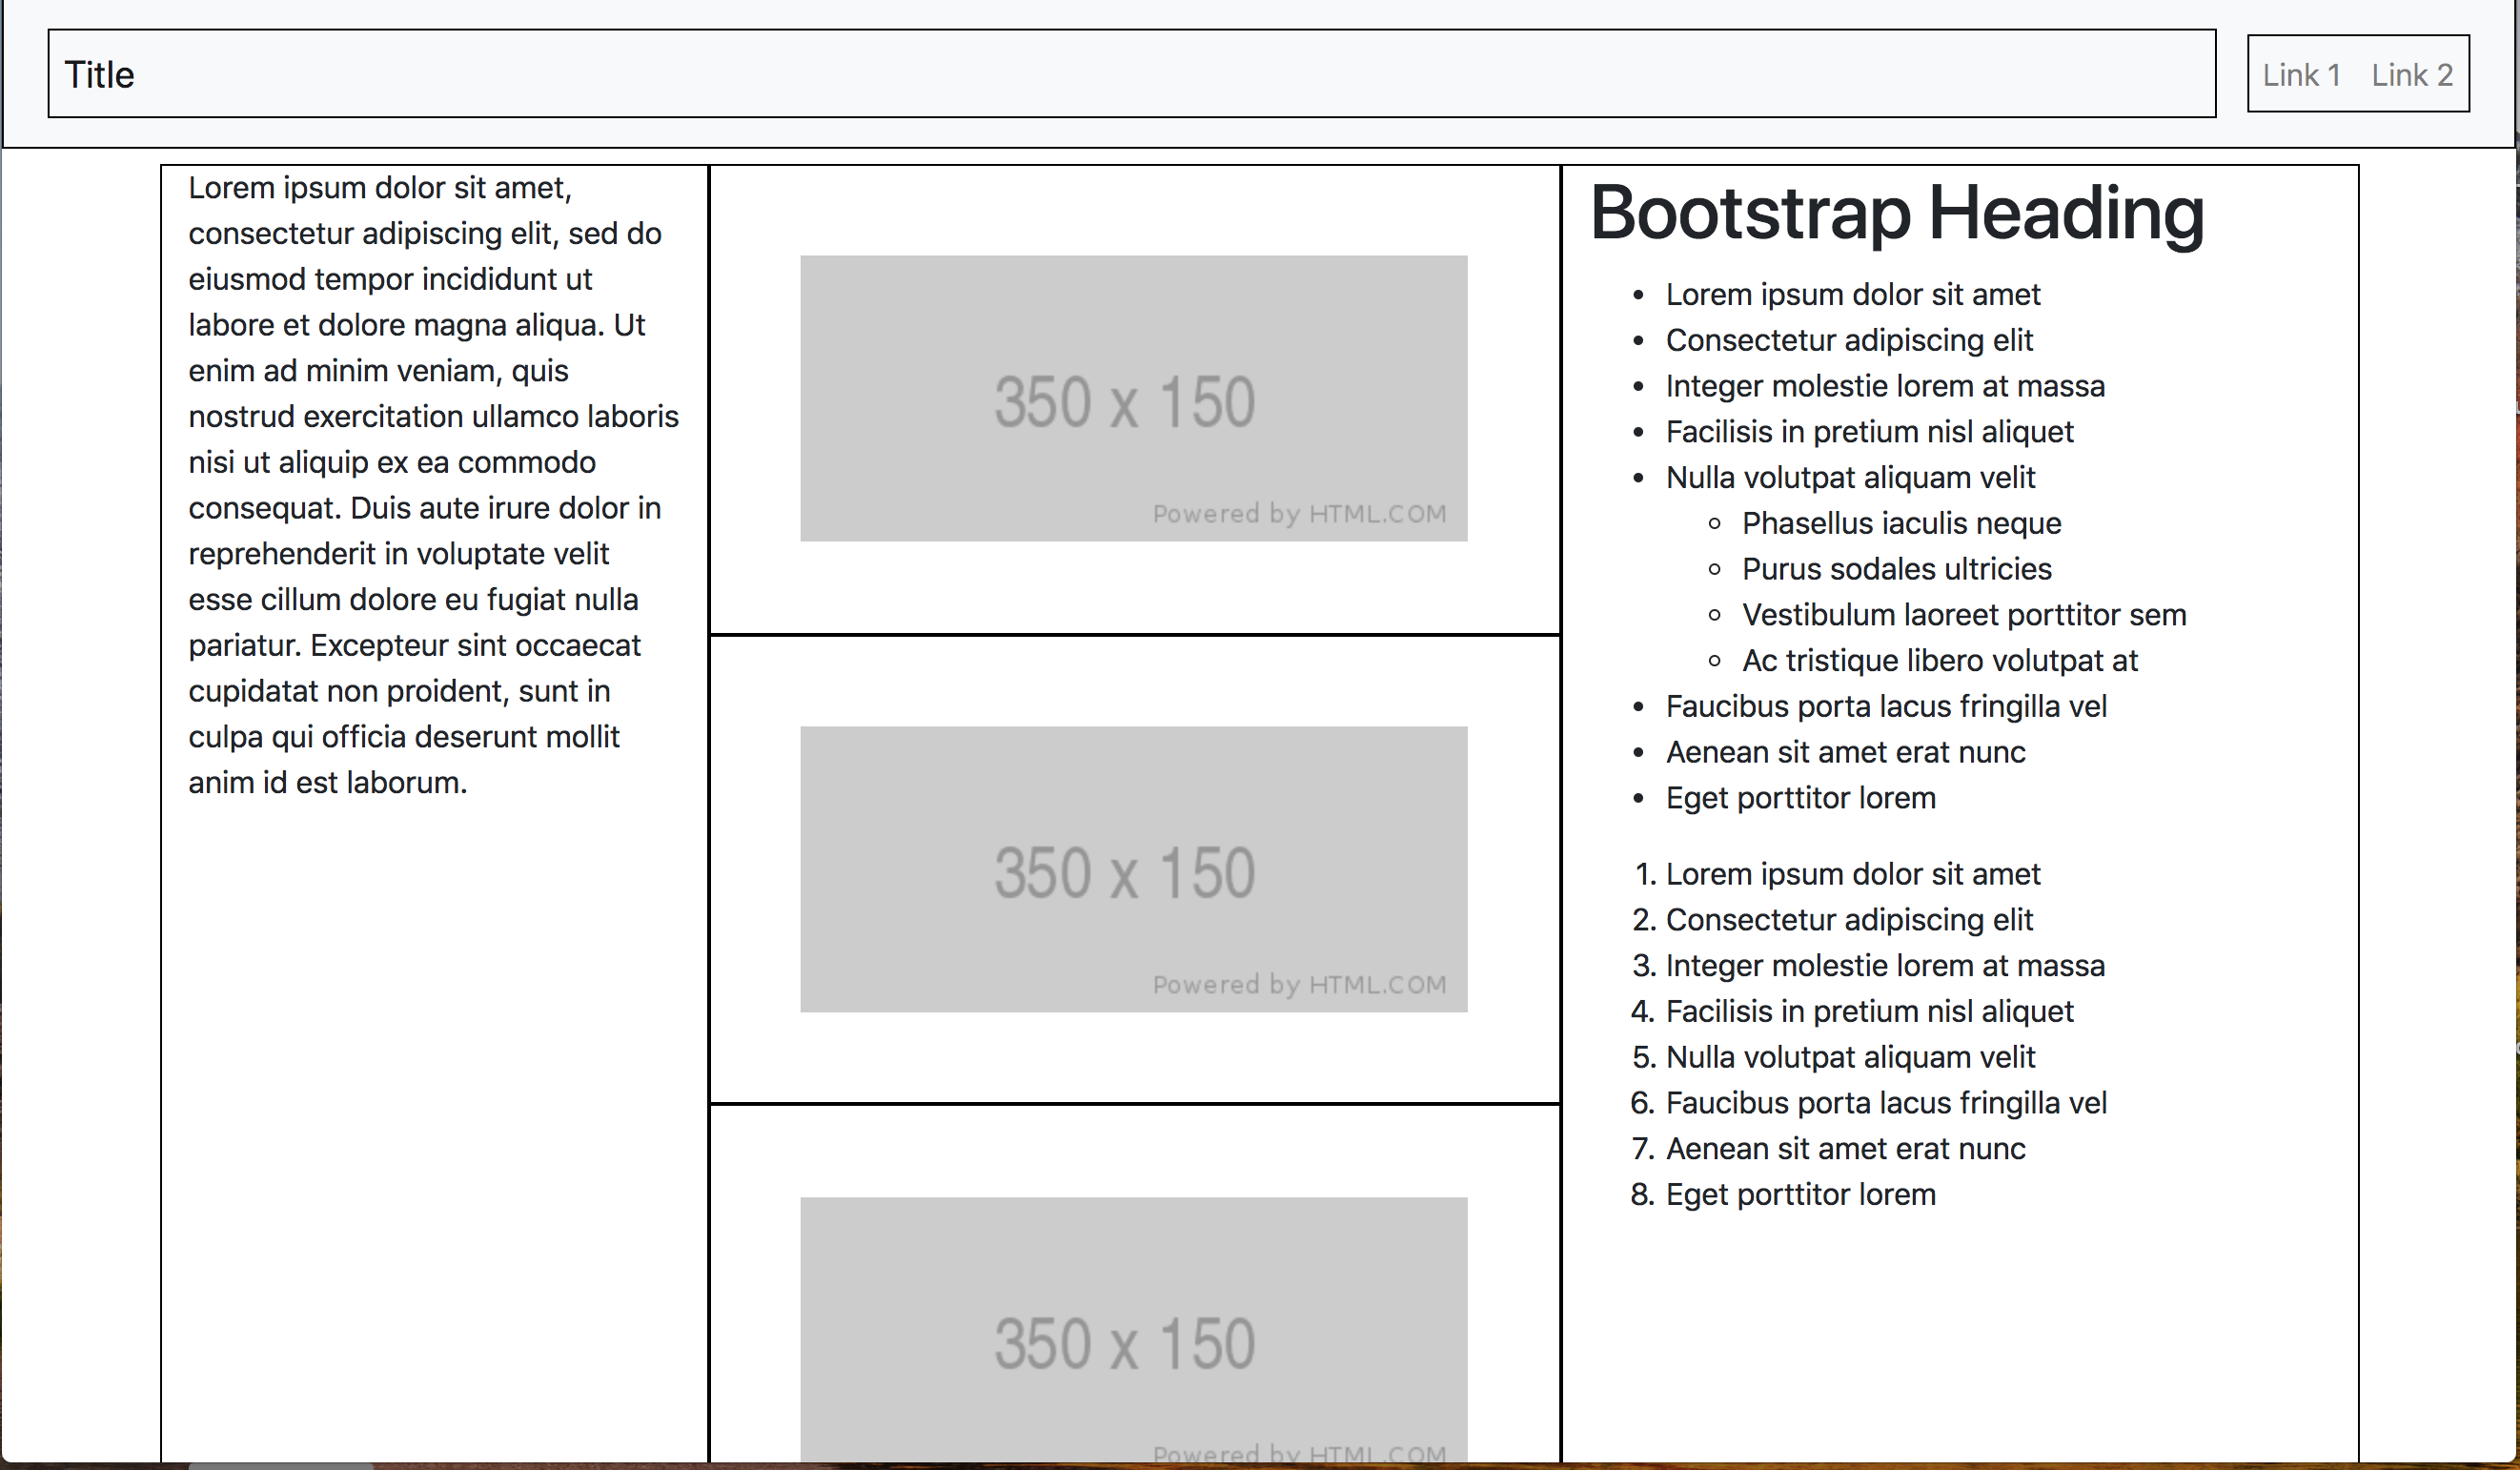 Title
Link 1 Link 2
Lorem ipsum dolor sit amet,
consectetur adipiscing elit, sed do
eiusmod tempor incididunt ut
labore et dolore magna aliqua. Ut
enim ad minim veniam, quis
nostrud exercitation ullamco laboris
nisi ut aliquip ex ea commodo
consequat. Duis aute irure dolor in
reprehenderit in voluptate velit
esse cillum dolore eu fugiat nulla
pariatur. Excepteur sint occaecat
cupidatat non proident, sunt in
culpa qui officia deserunt mollit
anim id est laborum.
350 x 150
Powered by HTML.COM
350 x 150
Powered by HTML.COM
350 x 150
Powered by HTML.COM
Bootstrap Heading
• Lorem ipsum dolor sit amet
• Consectetur adipiscing elit
• Integer molestie lorem at massa
• Facilisis in pretium nisl aliquet
• Nulla volutpat aliquam velit
◦ Phasellus iaculis neque
◦ Purus sodales ultricies
◦ Vestibulum laoreet porttitor sem
◦ Ac tristique libero volutpat at
• Faucibus porta lacus fringilla vel
• Aenean sit amet erat nunc
• Eget porttitor lorem
1. Lorem ipsum dolor sit amet
2. Consectetur adipiscing elit
3. Integer molestie lorem at massa
4. Facilisis in pretium nisl aliquet
5. Nulla volutpat aliquam velit
6. Faucibus porta lacus fringilla vel
7. Aenean sit amet erat nunc
8. Eget porttitor lorem